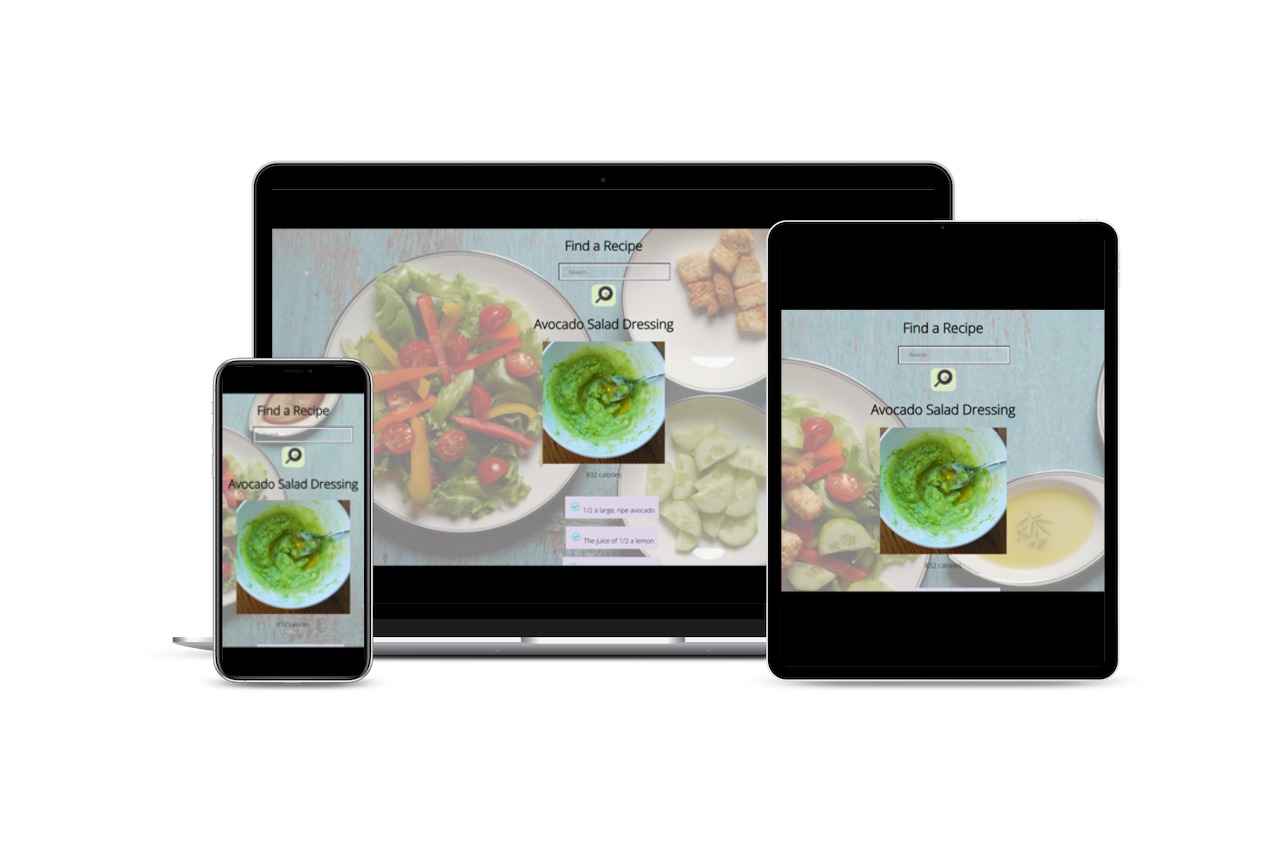 Find a Recipe
Search...
Avocado Salad Dressing
832 calories
1/2 a large, ripe avocado
The juice of 1/2 a lemon
Find a Recipe
Search...
Avocado Salad Dressing
832 calories
Find a Recipe
Search...
Avocado Salad Dressing
832 calories